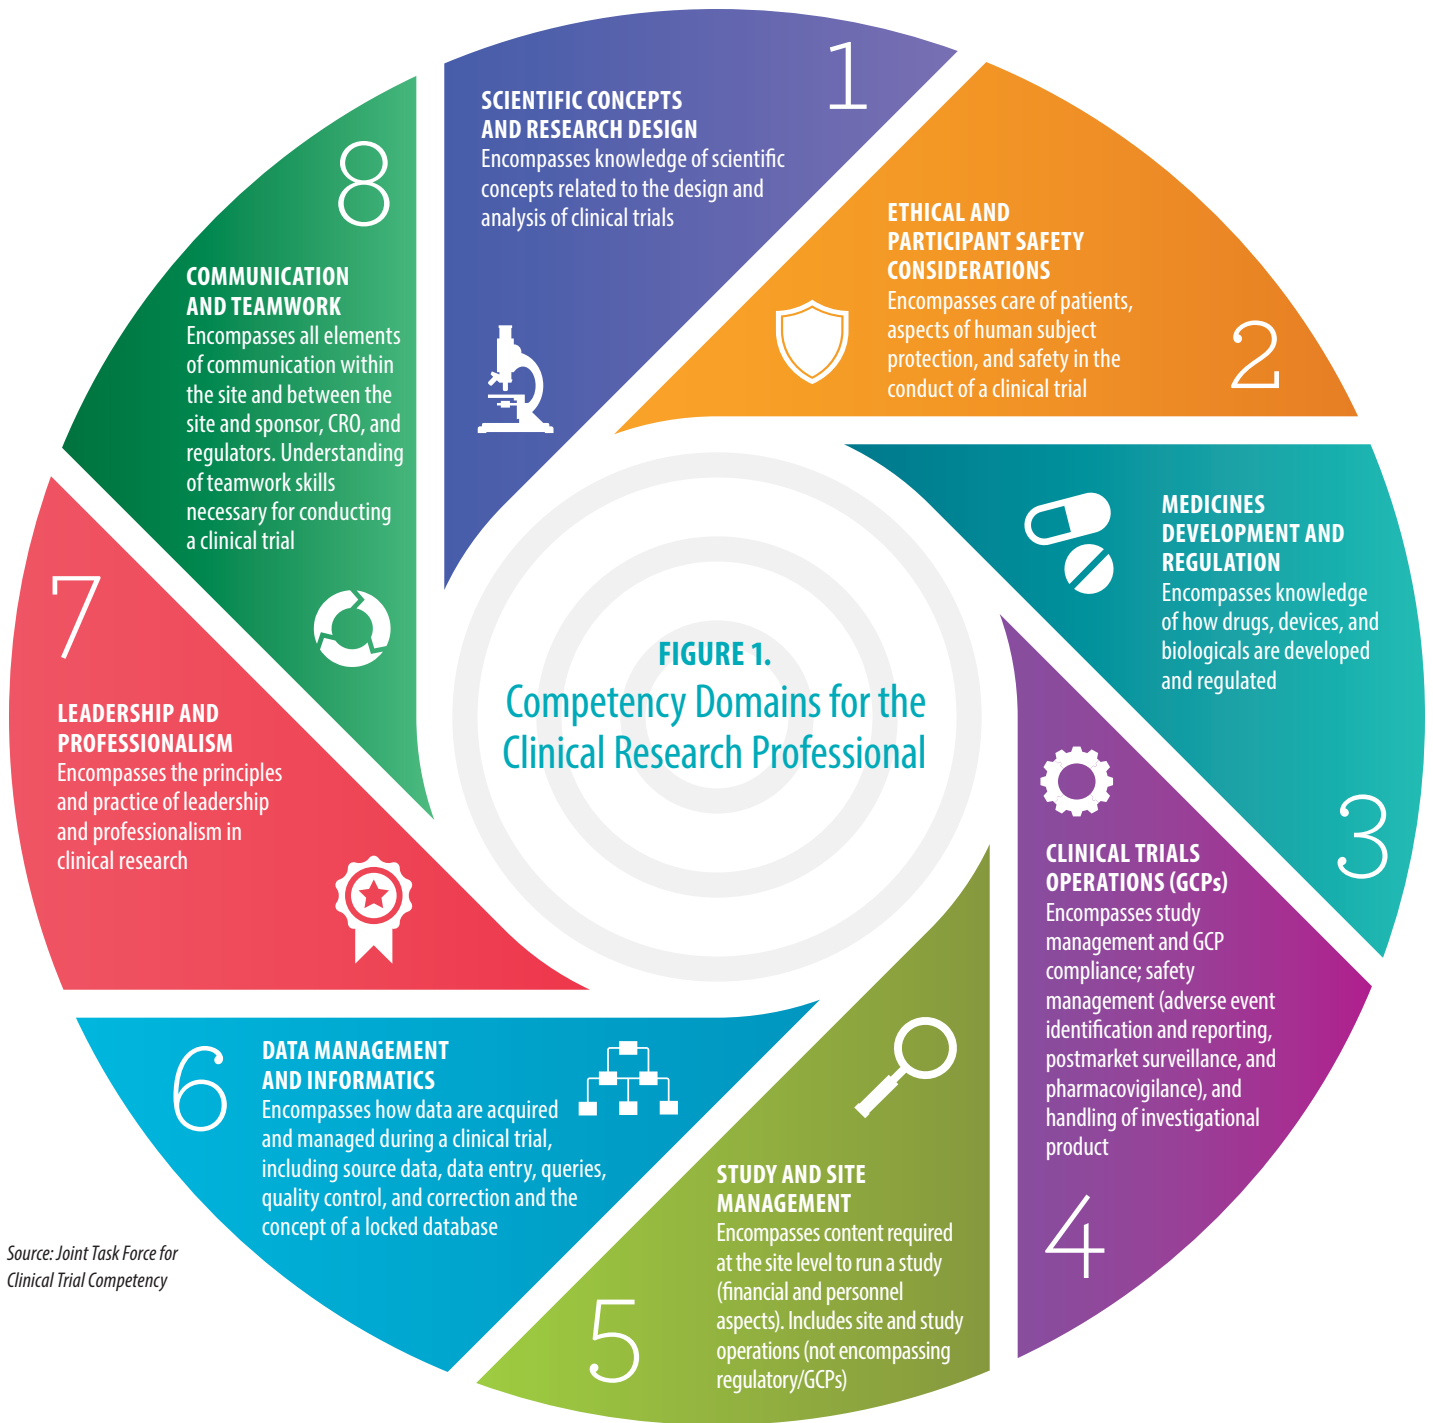 1
SCIENTIFIC CONCEPTS
AND RESEARCH DESIGN
Encompasses knowledge of scientific
concepts related to the design and
analysis of clinical trials
ETHICAL AND
PARTICIPANT SAFETY
CONSIDERATIONS
Encompasses care of patients,
aspects of human subject
protection, and safety in the
conduct of a clinical trial
2
MEDICINES
DEVELOPMENT AND
REGULATION
Encompasses knowledge
of how drugs, devices, and
biologicals are developed
and regulated
3
CLINICAL TRIALS
OPERATIONS (GCPs)
Encompasses study
management and GCP
compliance; safety
management (adverse event
identification and reporting,
postmarket surveillance, and
pharmacovigilance), and
handling of investigational
product
4
STUDY AND SITE
MANAGEMENT
Encompasses content required
at the site level to run a study
(financial and personnel
aspects). Includes site and study
operations (not encompassing
regulatory/GCPs)
5
6
DATA MANAGEMENT
AND INFORMATICS
Encompasses how data are acquired
and managed during a clinical trial,
including source data, data entry, queries,
quality control, and correction and the
concept of a locked database
7
LEADERSHIP AND
PROFESSIONALISM
Encompasses the principles
and practice of leadership
and professionalism in
clinical research
8
COMMUNICATION
AND TEAMWORK
Encompasses all elements
of communication within
the site and between the
site and sponsor, CRO, and
regulators. Understanding
of teamwork skills
necessary for conducting
a clinical trial
FIGURE 1.
Competency Domains for the
Clinical Research Professional
Source: Joint Task Force for
Clinical Trial Competency